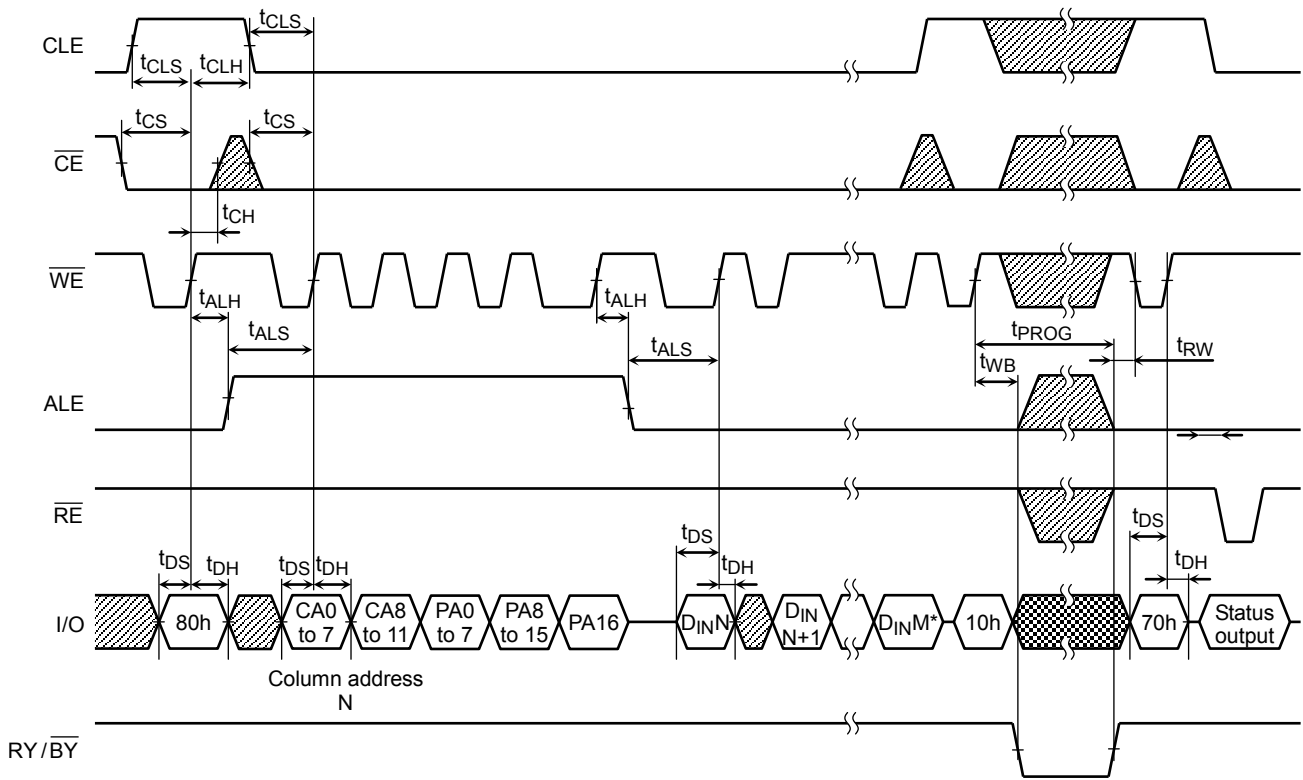 CLE
tCLS
tCLS tCLH
CE
tCS tCS
tCH
WE
tALH tALH
tALS tALS
tPROG
tWB tRW
ALE
RE
tDS tDH tDS tDH tDS tDH tDS tDH
I/O
80h
CA0 to 7
CA8 to 11
PA0 to 7
PA8 to 15
PA16
DINN
DIN N+1
DINM*
10h
70h
Status output
Column address
N
RY/BY